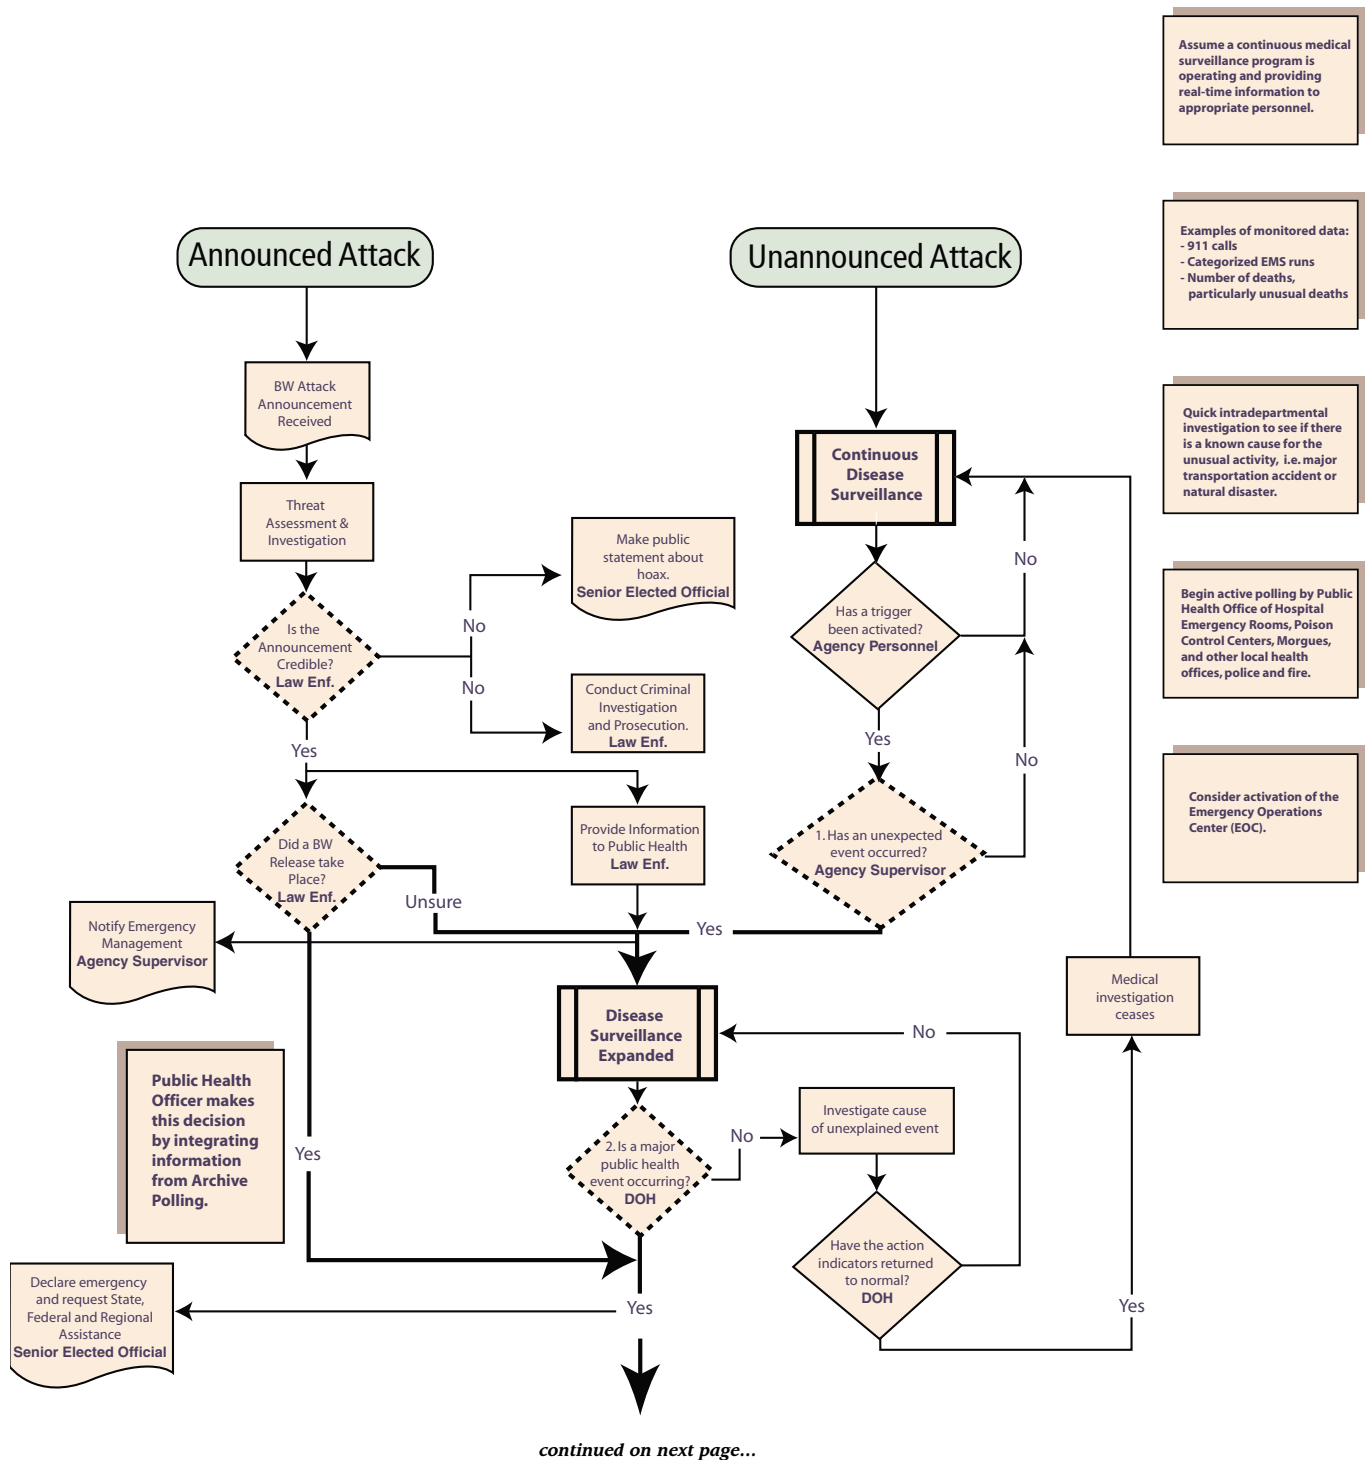 Assume a continuous medical
surveillance program is
operating and providing
real-time information to
appropriate personnel.
Announced Attack
Unannounced Attack
Examples of monitored data:
- 911 calls
- Categorized EMS runs
- Number of deaths,
particularly unusual deaths
BW Attack
Announcement
Received
Threat
Assessment &
Investigation
Continuous
Disease
Surveillance
Quick intradepartmental
investigation to see if there
is a known cause for the
unusual activity, i.e. major
transportation accident or
natural disaster.
Make public
statement about
hoax.
Senior Elected Official
No
Is the
Announcement
Credible?
Law Enf.
No
No
Conduct Criminal
Investigation
and Prosecution.
Law Enf.
Has a trigger
been activated?
Agency Personnel
Begin active polling by Public
Health Office of Hospital
Emergency Rooms, Poison
Control Centers, Morgues,
and other local health
offices, police and fire.
Yes
Yes
No
Did a BW
Release take
Place?
Law Enf.
Unsure
Provide Information
to Public Health
Law Enf.
1. Has an unexpected
event occurred?
Agency Supervisor
Consider activation of the
Emergency Operations
Center (EOC).
Yes
Notify Emergency
Management
Agency Supervisor
Disease
Surveillance
Expanded
No
Medical
investigation
ceases
Public Health
Officer makes
this decision
by integrating
information
from Archive
Polling.
Yes
2. Is a major
public health
event occurring?
DOH
No
Investigate cause
of unexplained event
Have the action
indicators returned
to normal?
DOH
Yes
Declare emergency
and request State,
Federal and Regional
Assistance
Senior Elected Official
Yes
continued on next page...